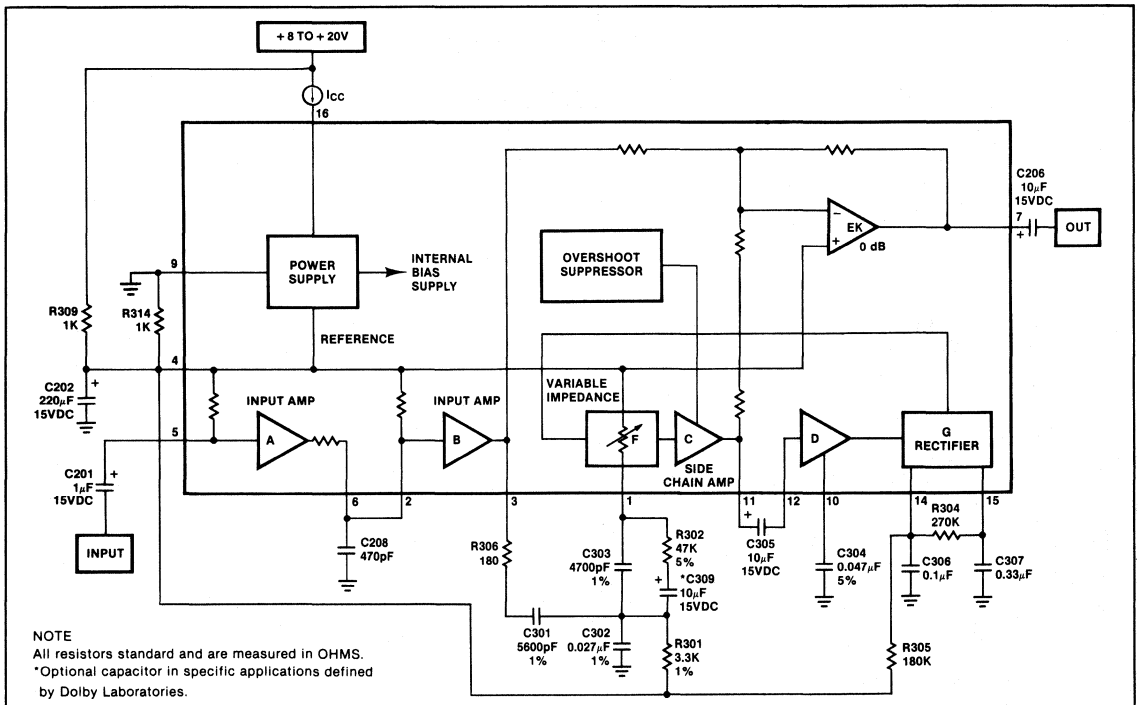 + 8 TO + 20V
ICC
16
C206
10µF
15VDC
7
+
OUT
−
+
EK
0 dB
9
POWER
SUPPLY
INTERNAL
BIAS
SUPPLY
OVERSHOOT
SUPPRESSOR
R309
1K
R314
1K
REFERENCE
4
C202
220µF
15VDC
+
VARIABLE
IMPEDANCE
INPUT AMP
INPUT AMP
A
B
F
C
D
G
RECTIFIER
SIDE
CHAIN AMP
5
C201
1µF
15VDC
+
INPUT
6
2
3
1
11
12
10
14
15
C208
470pF
R306
180
C303
4700pF
1%
R302
47K
5%
+
*C309
10µF
15VDC
+
C305
10µF
15VDC
C304
0.047µF
5%
R304
270K
C306
0.1µF
C307
0.33µF
C301
5600pF
1%
C302
0.027µF
1%
R301
3.3K
1%
R305
180K
NOTE
All resistors standard and are measured in OHMS.
*Optional capacitor in specific applications defined
by Dolby Laboratories.